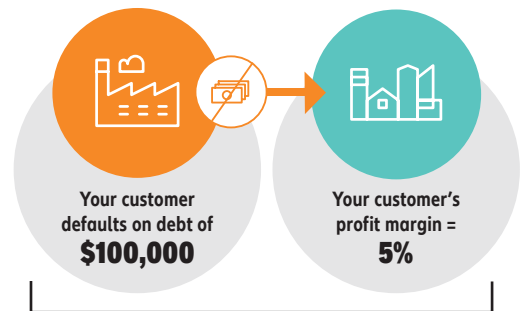 Your customer
defaults on debt of
$100,000
Your customer's
profit margin =
5%